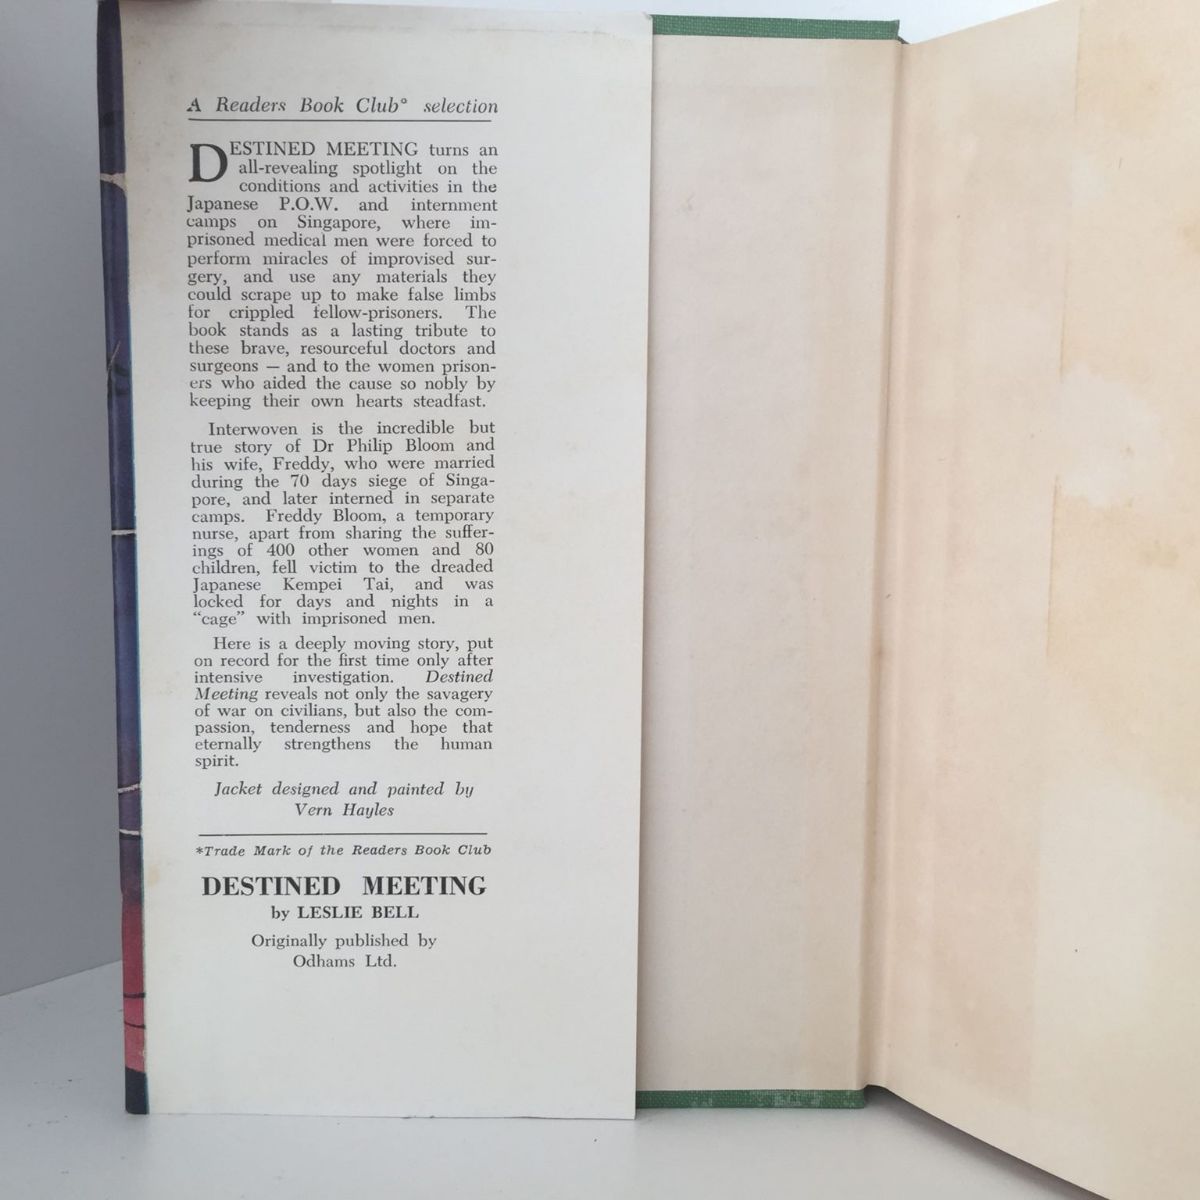 A Readers Book Club* selection
DESTINED MEETING turns an
all-revealing spotlight on the
conditions and activities in the
Japanese P.O.W. and internment
camps on Singapore, where im-
prisoned medical men were forced to
perform miracles of improvised sur-
gery, and use any materials they
could scrape up to make false limbs
for crippled fellow-prisoners. The
book stands as a lasting tribute to
these brave, resourceful doctors and
surgeons — and to the women prison-
ers who aided the cause so nobly by
keeping their own hearts steadfast.
Interwoven is the incredible but
true story of Dr Philip Bloom and
his wife, Freddy, who were married
during the 70 days siege of Singa-
pore, and later interned in separate
camps. Freddy Bloom, a temporary
nurse, apart from sharing the suffer-
ings of 400 other women and 80
children, fell victim to the dreaded
Japanese Kempei Tai, and was
locked for days and nights in a
“cage” with imprisoned men.
Here is a deeply moving story, put
on record for the first time only after
intensive investigation. Destined
Meeting reveals not only the savagery
of war on civilians, but also the com-
passion, tenderness and hope that
eternally strengthens the human
spirit.
Jacket designed and painted by
Vern Hayles
*Trade Mark of the Readers Book Club
DESTINED MEETING
by LESLIE BELL
Originally published by
Odhams Ltd.